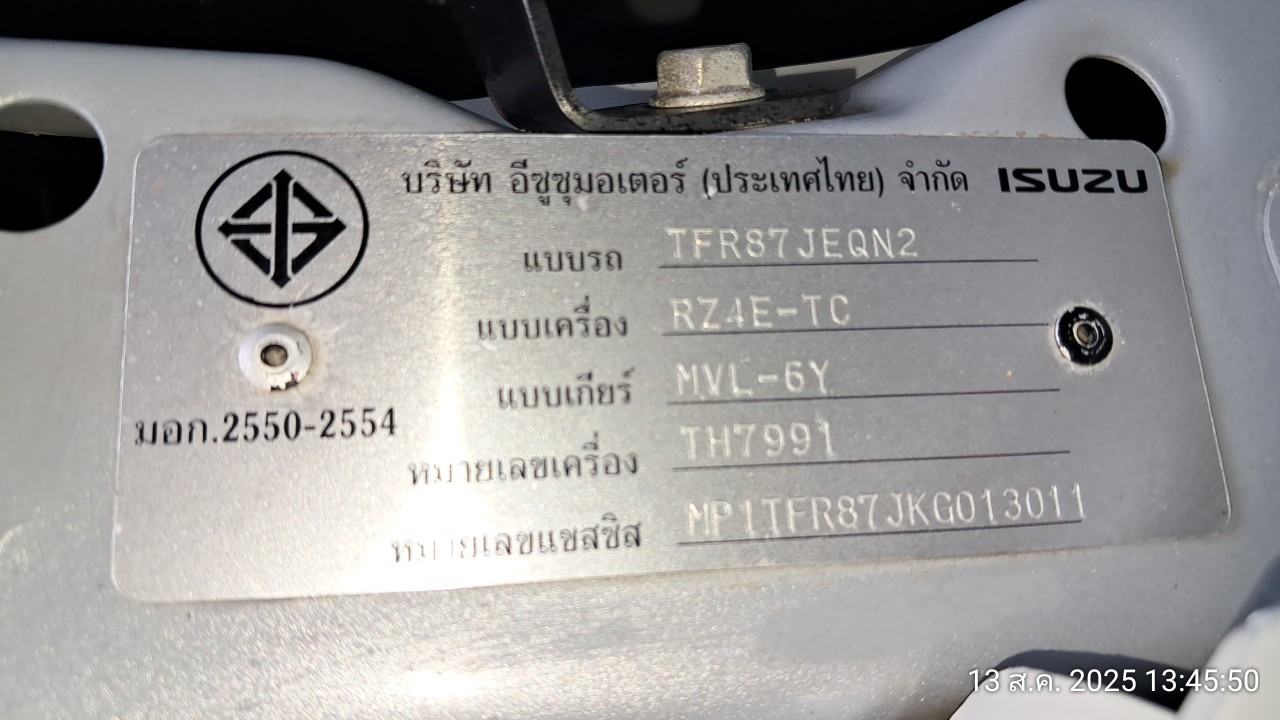 บริษัท อีซูซุมอเตอร์ (ประเทศไทย) จำกัด ISUZU
แบบรถ TFR87JEQN2
แบบเครื่อง RZ4E-TC
แบบเกียร์ MVL-6Y
มอก.2550-2554
หมายเลขเครื่อง TH7991
หมายเลขแชสซิส MP1TFR87JKG013011
13 ส.ค. 2025 13:45:50